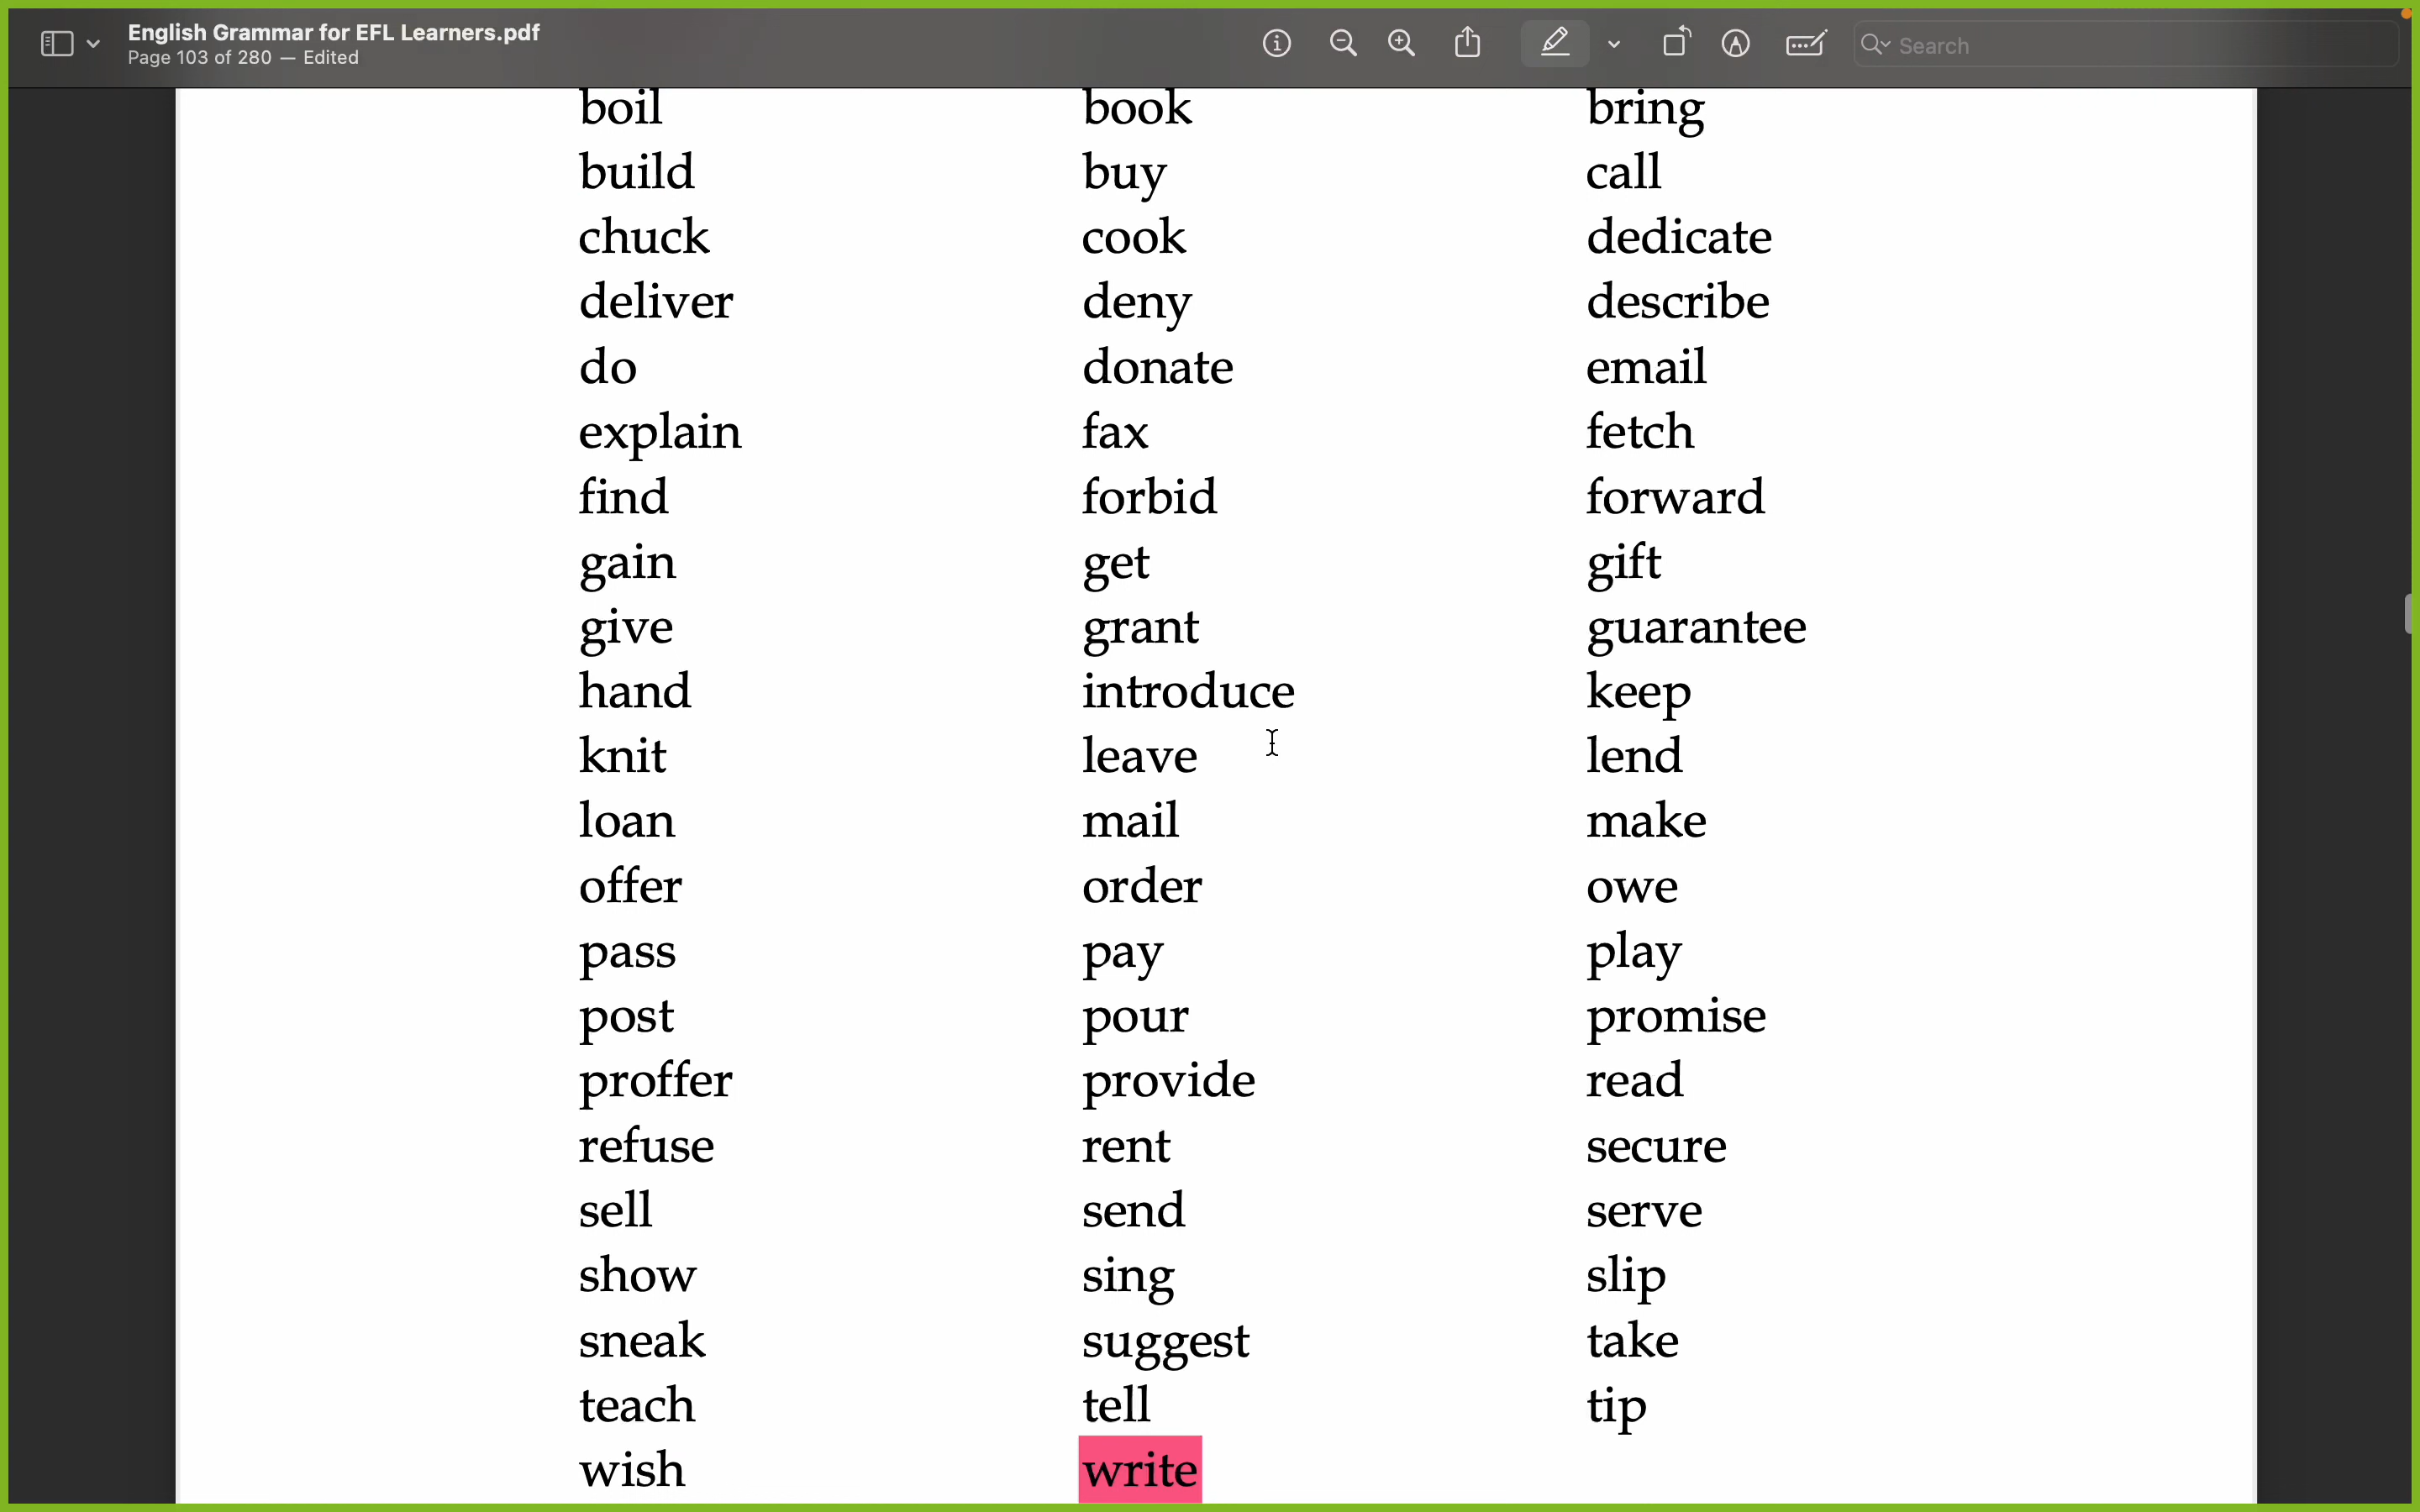 English Grammar for EFL Learners.pdf
Page 103 of 280 — Edited
Search
boil book bring
build buy call
chuck cook dedicate
deliver deny describe
do donate email
explain fax fetch
find forbid forward
gain get gift
give grant guarantee
hand introduce keep
knit leave lend
loan mail make
offer order owe
pass pay play
post pour promise
proffer provide read
refuse rent secure
sell send serve
show sing slip
sneak suggest take
teach tell tip
wish write